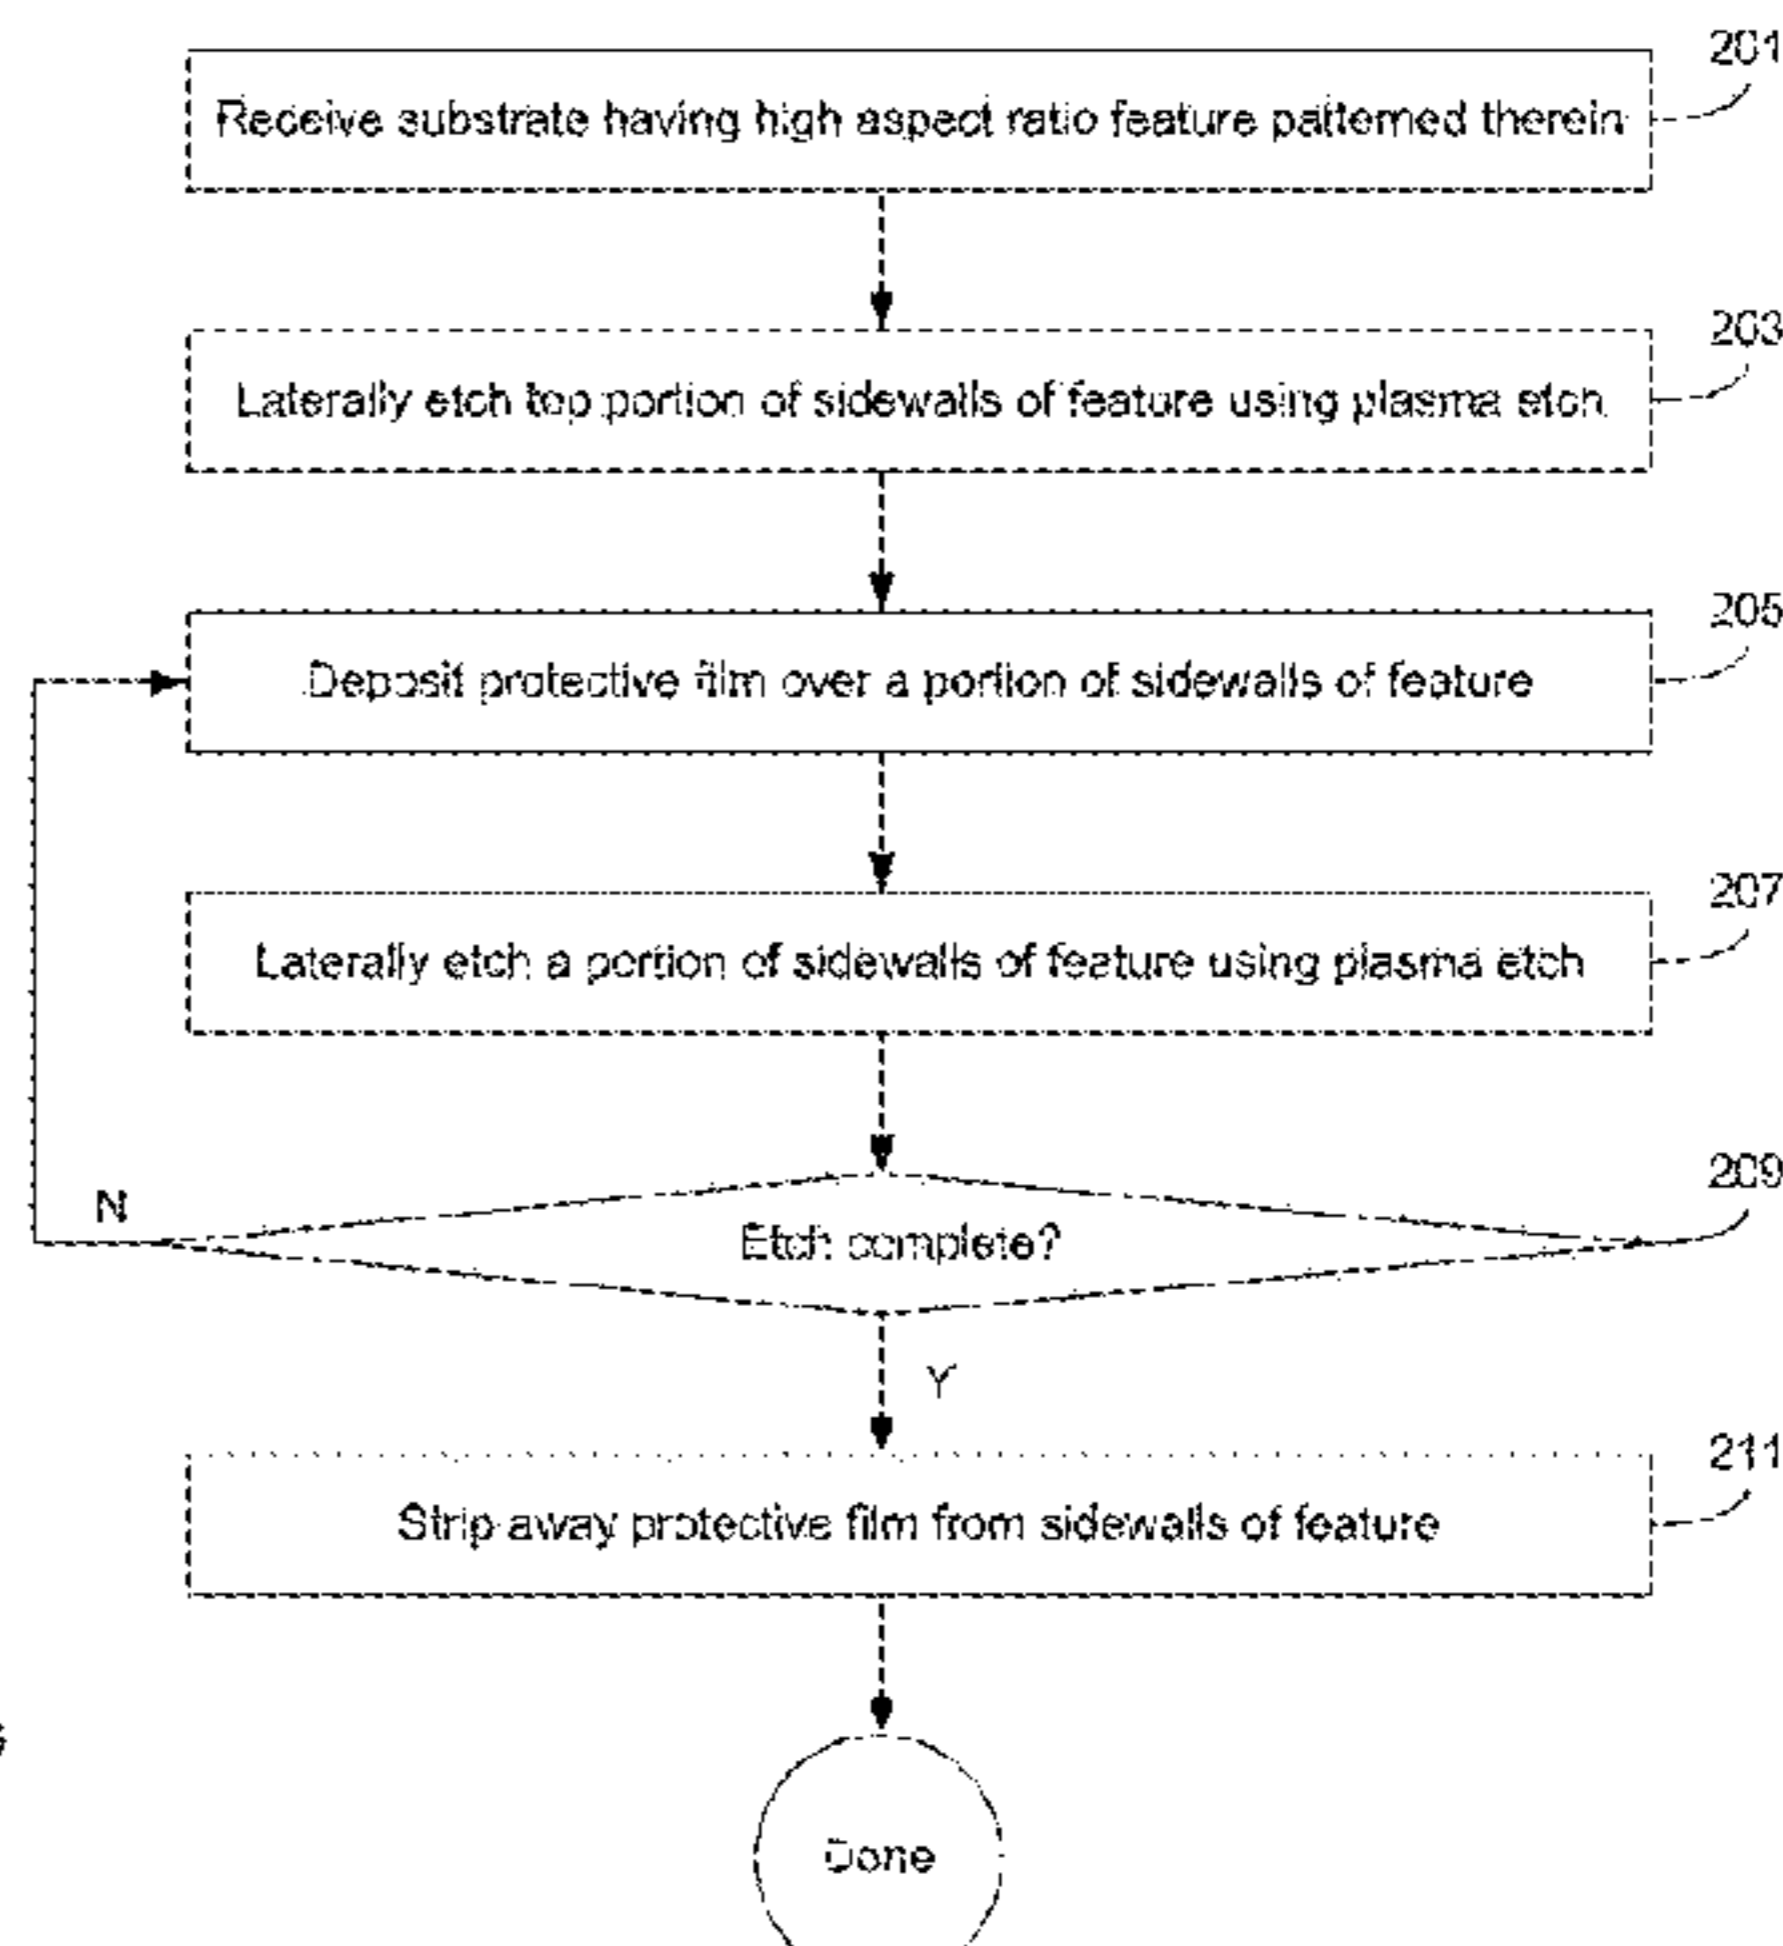 201
Receive substrate having high aspect ratio feature patterned therein
203
Laterally etch top portion of sidewalls of feature using plasma etch
205
Deposit protective film over a portion of sidewalls of feature
207
Laterally etch a portion of sidewalls of feature using plasma etch
209
N
Etch complete?
Y
211
Strip away protective film from sidewalls of feature
Done